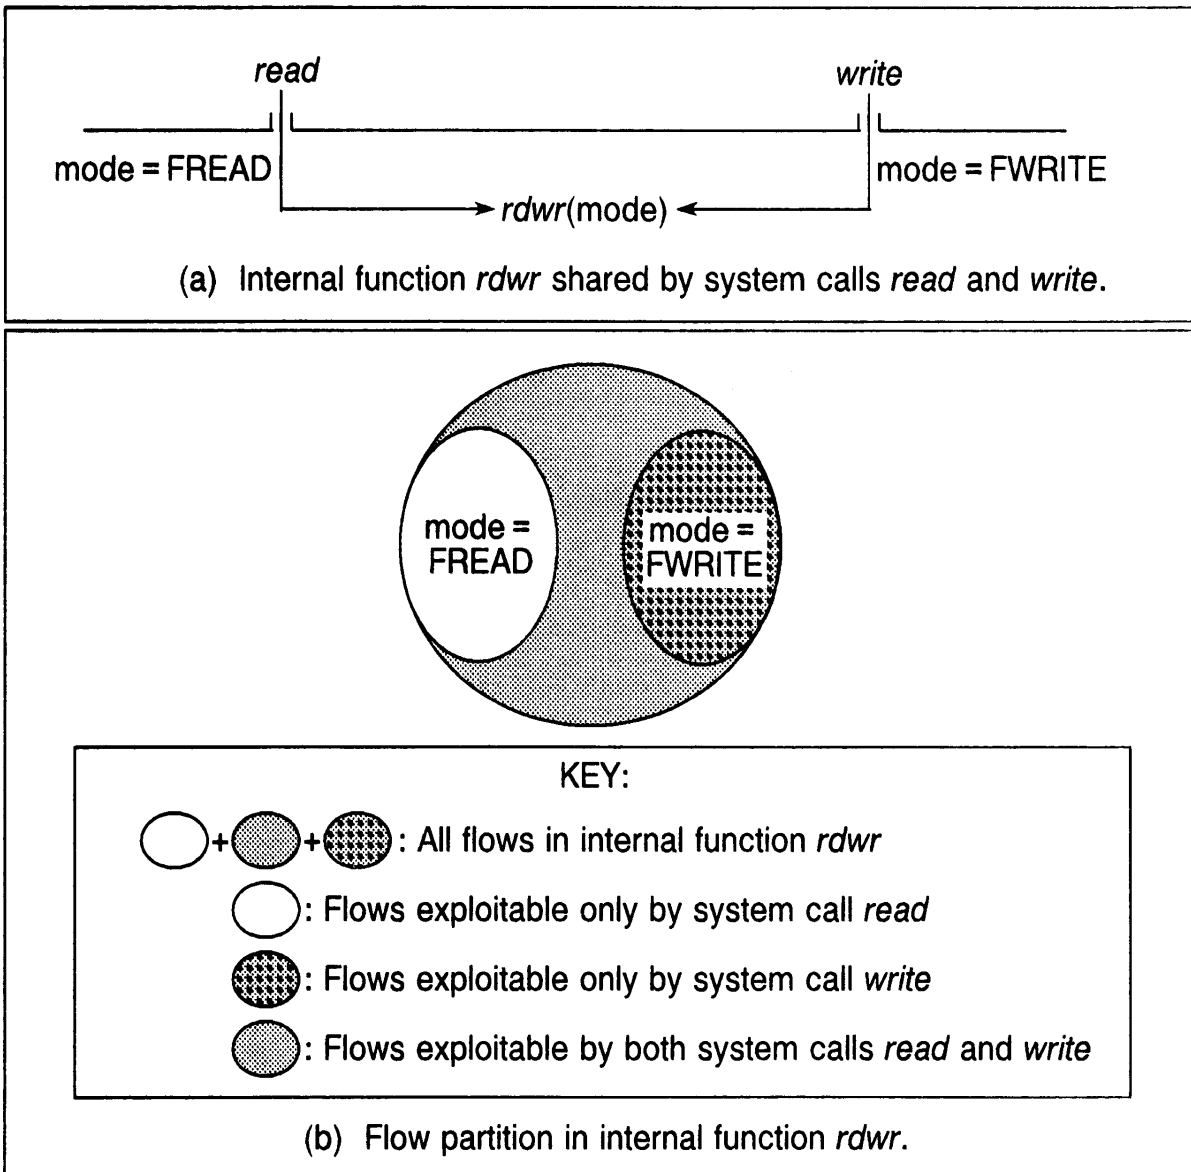 read write
mode = FREAD mode = FWRITE
rdwr(mode)
(a) Internal function rdwr shared by system calls read and write.
mode =
FREAD
mode =
FWRITE
KEY:
+ + : All flows in internal function rdwr
: Flows exploitable only by system call read
: Flows exploitable only by system call write
: Flows exploitable by both system calls read and write
(b) Flow partition in internal function rdwr.